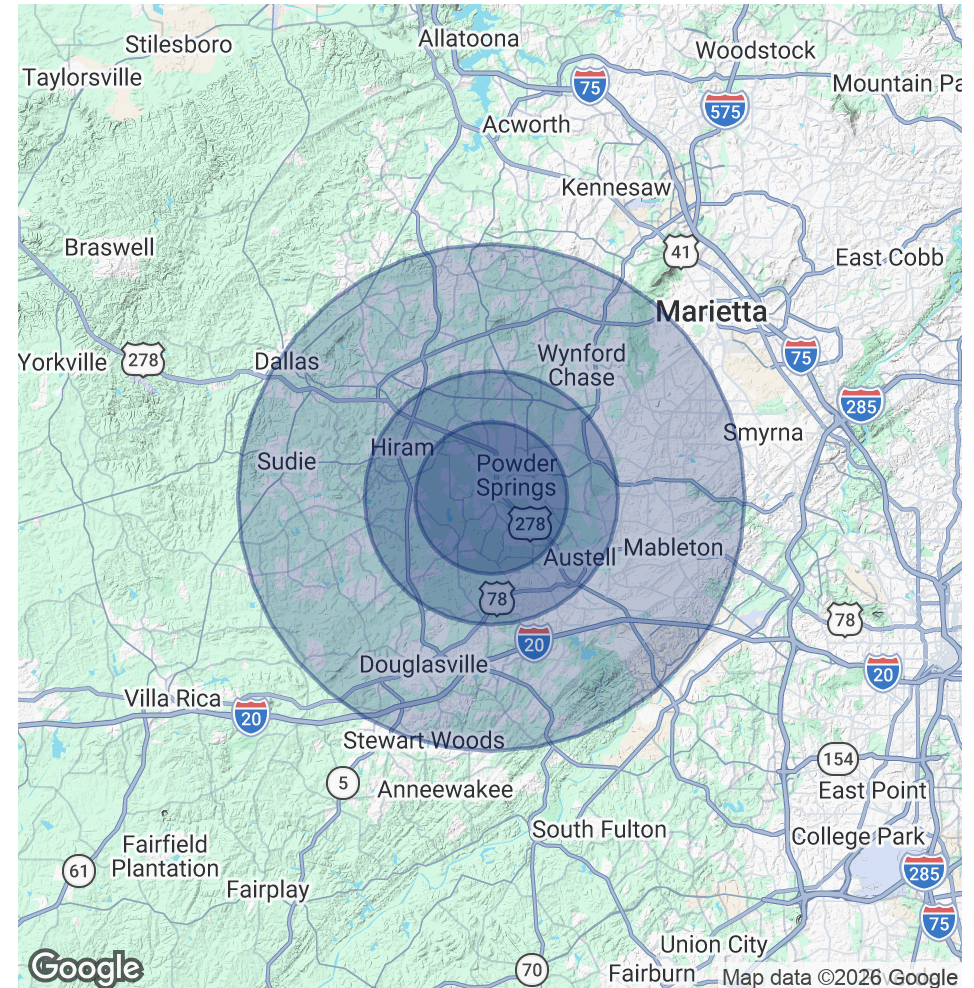 Stilesboro
Allatoona
Woodstock
Taylorsville
75
Mountain Pa
575
Acworth
Kennesaw
Braswell
41
East Cobb
Marietta
Yorkville
278
Dallas
Wynford
Chase
75
285
Smyrna
Hiram
Sudie
Powder
Springs
278
Austell
Mableton
78
78
20
Douglasville
20
Villa Rica
20
Stewart Woods
5
Anneewakee
154
East Point
South Fulton
College Park
Fairfield
Plantation
61
Fairplay
285
75
Union City
70
Fairburn
Google
Map data ©2026 Google